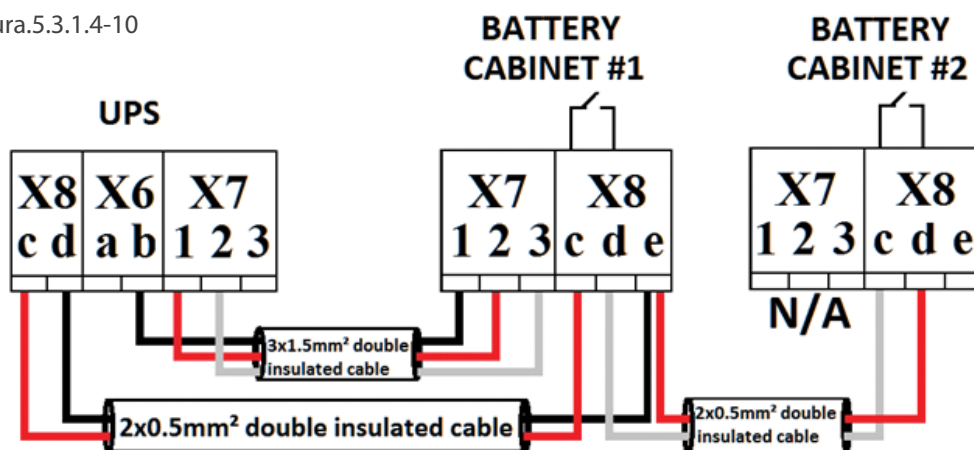 ura.5.3.1.4-10
BATTERY
CABINET #1
BATTERY
CABINET #2
UPS
X8 X6 X7
c d a b 1 2 3
X7 X8
1 2 3 c d e
X7 X8
1 2 3 c d e
N/A
3x1.5mm² double
insulated cable
2x0.5mm² double insulated cable
2x0.5mm² double
insulated cable